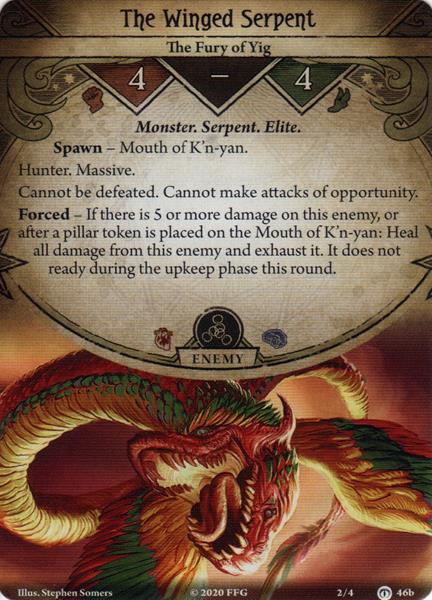 The Winged Serpent
The Fury of Yig
4 – 4
Monster. Serpent. Elite.
Spawn – Mouth of K'n-yan.
Hunter. Massive.
Cannot be defeated. Cannot make attacks of opportunity.
Forced – If there is 5 or more damage on this enemy, or
after a pillar token is placed on the Mouth of K'n-yan: Heal
all damage from this enemy and exhaust it. It does not
ready during the upkeep phase this round.
ENEMY
Illus. Stephen Somers © 2020 FFG 2/4 46b